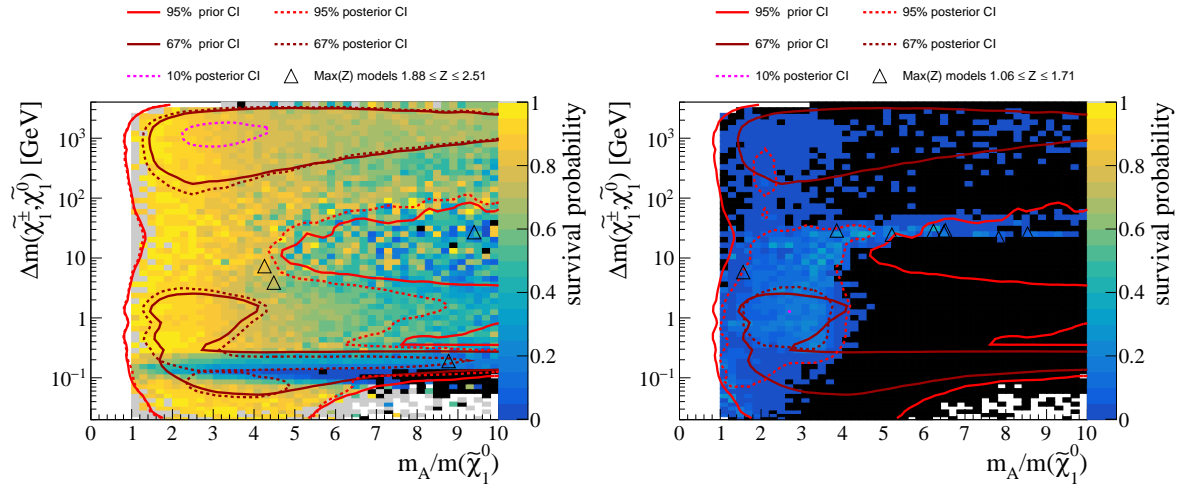 95% prior CI
95% posterior CI
67% prior CI
67% posterior CI
10% posterior CI
Max(Z) models 1.88 ≤ Z ≤ 2.51
Δm(χ̃₁±,χ̃₁⁰) [GeV]
10³
10²
10
1
10⁻¹
0 1 2 3 4 5 6 7 8 9 10
m_A/m(χ̃₁⁰)
1
0.8
0.6
0.4
0.2
0
survival probability
95% prior CI
95% posterior CI
67% prior CI
67% posterior CI
10% posterior CI
Max(Z) models 1.06 ≤ Z ≤ 1.71
Δm(χ̃₁±,χ̃₁⁰) [GeV]
10³
10²
10
1
10⁻¹
0 1 2 3 4 5 6 7 8 9 10
m_A/m(χ̃₁⁰)
1
0.8
0.6
0.4
0.2
0
survival probability